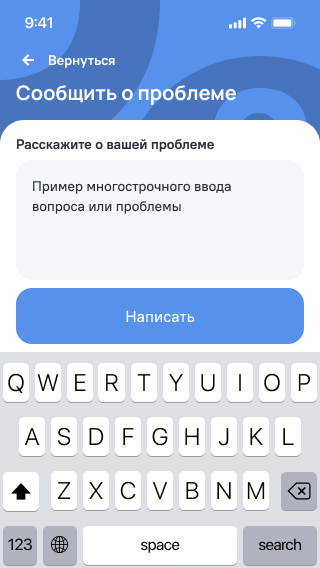 9:41
Вернуться
Сообщить о проблеме
Расскажите о вашей проблеме
Пример многострочного ввода
вопроса или проблемы
Написать
Q W E R T Y U I O P
A S D F G H J K L
Z X C V B N M
123 space search